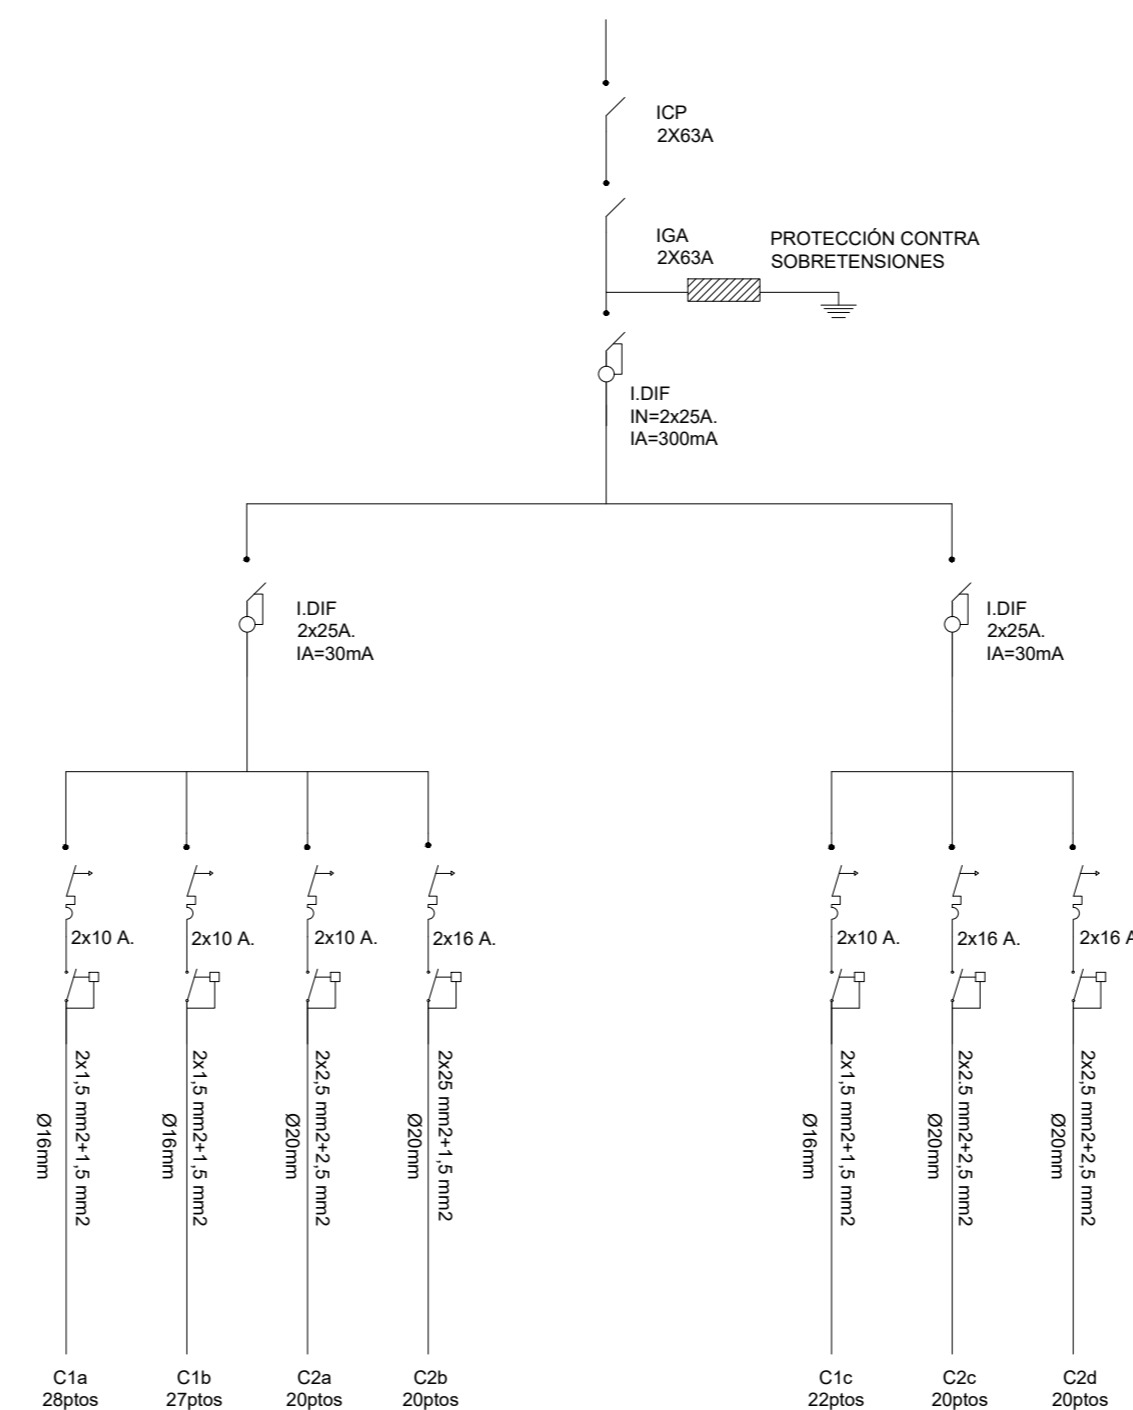 ICP
2X63A
IGA
2X63A
PROTECCIÓN CONTRA
SOBRETENSIONES
I.DIF
IN=2x25A.
IA=300mA
I.DIF
2x25A.
IA=30mA
I.DIF
2x25A.
IA=30mA
2x10 A.
2x10 A.
2x10 A.
2x16 A.
2x10 A.
2x16 A.
2x16 A
Ø16mm
2x1,5 mm2+1,5 mm2
Ø16mm
2x1,5 mm2+1,5 mm2
Ø20mm
2x2,5 mm2+2,5 mm2
Ø20mm
2x25 mm2+1,5 mm2
Ø16mm
2x1,5 mm2+1,5 mm2
Ø20mm
2x2.5 mm2+2,5 mm2
Ø20mm
2x2,5 mm2+2,5 mm2
C1a
28ptos
C1b
27ptos
C2a
20ptos
C2b
20ptos
C1c
22ptos
C2c
20ptos
C2d
20ptos